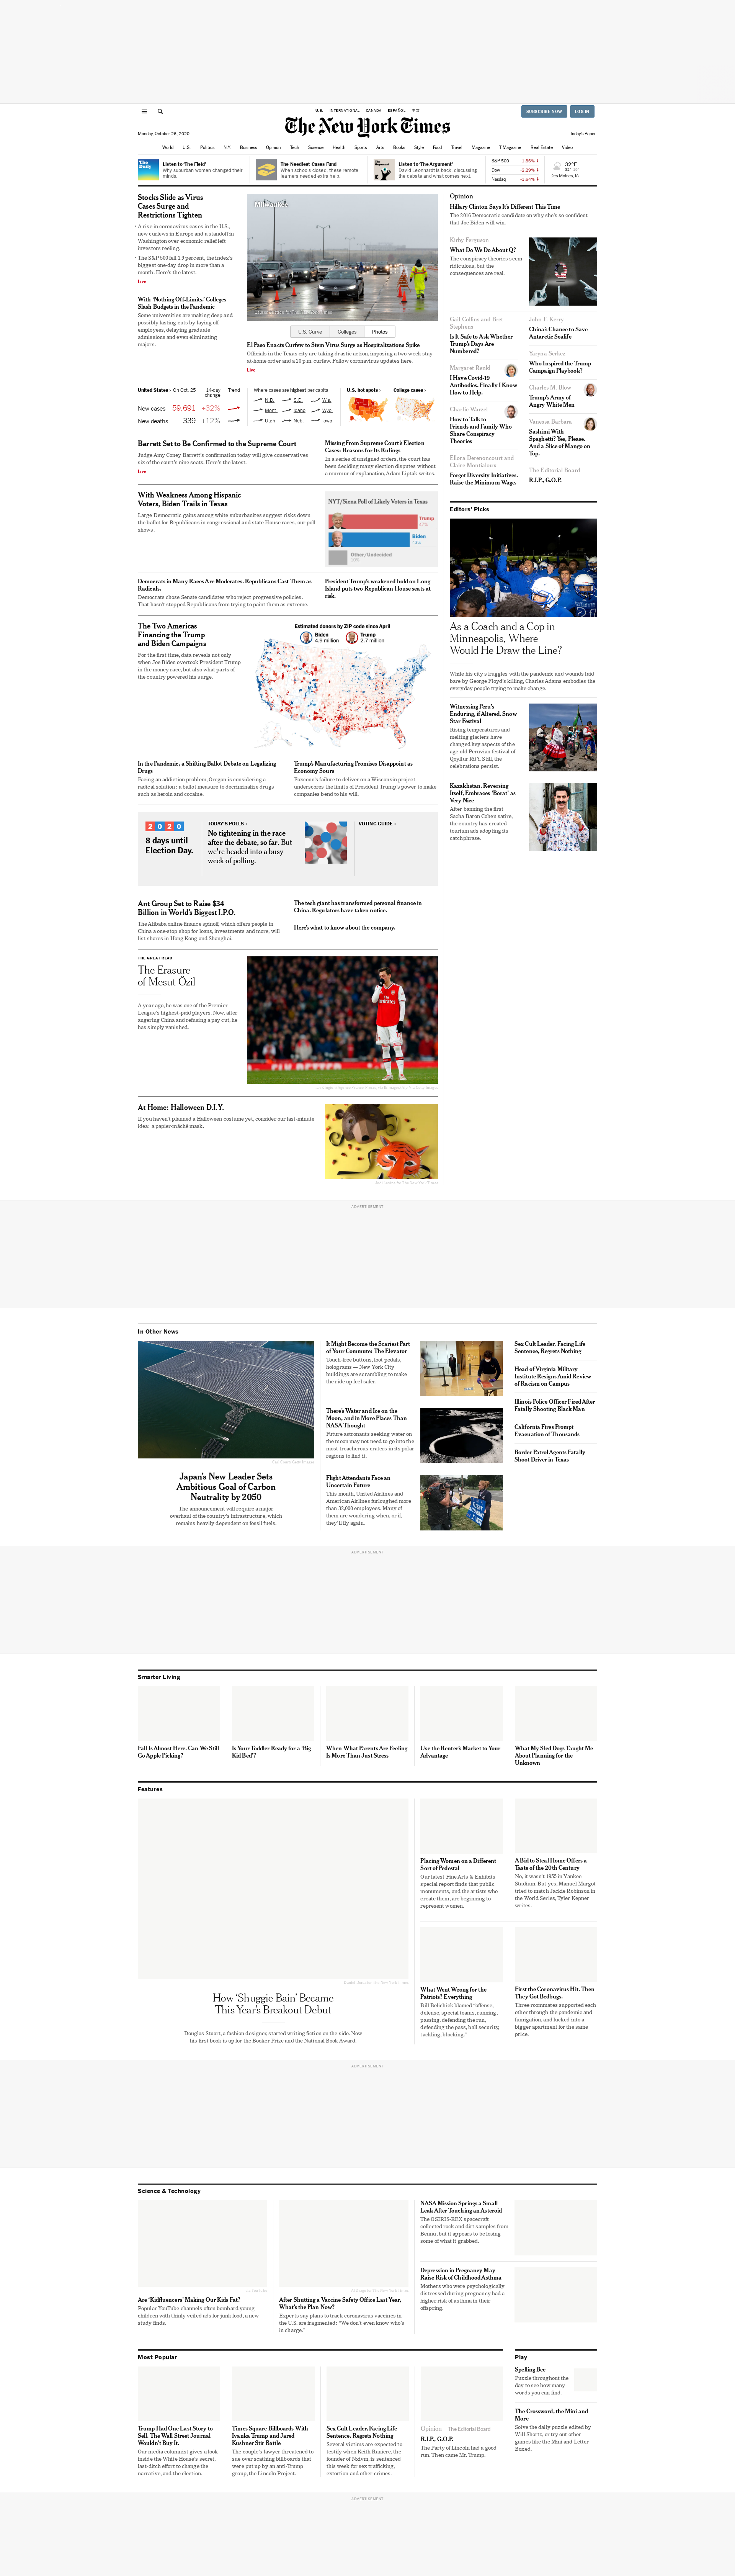 U.S.
INTERNATIONAL
CANADA
ESPAÑOL
中文
SUBSCRIBE NOW
LOG IN
The New York Times
Monday, October 26, 2020
Today's Paper
World
U.S.
Politics
N.Y.
Business
Opinion
Tech
Science
Health
Sports
Arts
Books
Style
Food
Travel
Magazine
T Magazine
Real Estate
Video
The Daily
Listen to 'The Field'
Why suburban women changed their
minds.
The Neediest Cases Fund
When schools closed, these remote
learners needed extra help.
Listen to 'The Argument'
David Leonhardt is back, discussing
the debate and what comes next.
S&P 500 -1.86% ↓
Dow -2.29% ↓
Nasdaq -1.64% ↓
32°F
Des Moines, IA
Stocks Slide as Virus
Cases Surge and
Restrictions Tighten
• A rise in coronavirus cases in the U.S.,
new curfews in Europe and a standoff in
Washington over economic relief left
investors reeling.
• The S&P 500 fell 1.9 percent, the index's
biggest one-day drop in more than a
month. Here's the latest.
Live
With 'Nothing Off-Limits,' Colleges
Slash Budgets in the Pandemic
Some universities are making deep and
possibly lasting cuts by laying off
employees, delaying graduate
admissions and even eliminating
majors.
U.S. Curve
Colleges
Photos
El Paso Enacts Curfew to Stem Virus Surge as Hospitalizations Spike
Officials in the Texas city are taking drastic action, imposing a two-week stay-
at-home order and a 10 p.m. curfew. Follow coronavirus updates here.
Live
United States › On Oct. 25
14-day
change
Trend
New cases 59,691 +32%
New deaths 339 +12%
Where cases are highest per capita
N.D.
S.D.
Wis.
Mont.
Idaho
Wyo.
Utah
Neb.
Iowa
U.S. hot spots ›
College cases ›
Barrett Set to Be Confirmed to the Supreme Court
Judge Amy Coney Barrett's confirmation today will give conservatives
six of the court's nine seats. Here's the latest.
Live
Missing From Supreme Court's Election
Cases: Reasons for Its Rulings
In a series of unsigned orders, the court has
been deciding many election disputes without
a murmur of explanation, Adam Liptak writes.
With Weakness Among Hispanic
Voters, Biden Trails in Texas
Large Democratic gains among white suburbanites suggest risks down
the ballot for Republicans in congressional and state House races, our poll
shows.
NYT/Siena Poll of Likely Voters in Texas
Trump
47%
Biden
43%
Other/Undecided
10%
Democrats in Many Races Are Moderates. Republicans Cast Them as
Radicals.
Democrats chose Senate candidates who reject progressive policies.
That hasn't stopped Republicans from trying to paint them as extreme.
President Trump's weakened hold on Long
Island puts two Republican House seats at
risk.
The Two Americas
Financing the Trump
and Biden Campaigns
For the first time, data reveals not only
when Joe Biden overtook President Trump
in the money race, but also what parts of
the country powered his surge.
Estimated donors by ZIP code since April
Biden
4.9 million
Trump
2.7 million
In the Pandemic, a Shifting Ballot Debate on Legalizing
Drugs
Facing an addiction problem, Oregon is considering a
radical solution: a ballot measure to decriminalize drugs
such as heroin and cocaine.
Trump's Manufacturing Promises Disappoint as
Economy Sours
Foxconn's failure to deliver on a Wisconsin project
underscores the limits of President Trump's power to make
companies bend to his will.
2020
8 days until
Election Day.
TODAY'S POLLS ›
No tightening in the race
after the debate, so far. But
we're headed into a busy
week of polling.
VOTING GUIDE ›
Ant Group Set to Raise $34
Billion in World's Biggest I.P.O.
The Alibaba online finance spinoff, which offers people in
China a one-stop shop for loans, investments and more, will
list shares in Hong Kong and Shanghai.
The tech giant has transformed personal finance in
China. Regulators have taken notice.
Here's what to know about the company.
THE GREAT READ
The Erasure
of Mesut Özil
A year ago, he was one of the Premier
League's highest-paid players. Now, after
angering China and refusing a pay cut, he
has simply vanished.
At Home: Halloween D.I.Y.
If you haven't planned a Halloween costume yet, consider our last-minute
idea: a papier-mâché mask.
Opinion
Hillary Clinton Says It's Different This Time
The 2016 Democratic candidate on why she's so confident
that Joe Biden will win.
Kirby Ferguson
What Do We Do About Q?
The conspiracy theories seem
ridiculous, but the
consequences are real.
Gail Collins and Bret
Stephens
Is It Safe to Ask Whether
Trump's Days Are
Numbered?
Margaret Renkl
I Have Covid-19
Antibodies. Finally I Know
How to Help.
Charlie Warzel
How to Talk to
Friends and Family Who
Share Conspiracy
Theories
Ellora Derenoncourt and
Claire Montialoux
Forget Diversity Initiatives.
Raise the Minimum Wage.
John F. Kerry
China's Chance to Save
Antarctic Sealife
Yaryna Serkez
Who Inspired the Trump
Campaign Playbook?
Charles M. Blow
Trump's Army of
Angry White Men
Vanessa Barbara
Sashimi With
Spaghetti? Yes, Please.
And a Slice of Mango on
Top.
The Editorial Board
R.I.P., G.O.P.
Editors' Picks
As a Coach and a Cop in
Minneapolis, Where
Would He Draw the Line?
While his city struggles with the pandemic and wounds laid
bare by George Floyd's killing, Charles Adams embodies the
everyday people trying to make change.
Witnessing Peru's
Enduring, if Altered, Snow
Star Festival
Rising temperatures and
melting glaciers have
changed key aspects of the
age-old Peruvian festival of
Qoyllur Rit'i. Still, the
celebrations persist.
Kazakhstan, Reversing
Itself, Embraces 'Borat' as
Very Nice
After banning the first
Sacha Baron Cohen satire,
the country has created
tourism ads adopting its
catchphrase.
ADVERTISEMENT
In Other News
Japan's New Leader Sets
Ambitious Goal of Carbon
Neutrality by 2050
The announcement will require a major
overhaul of the country's infrastructure, which
remains heavily dependent on fossil fuels.
It Might Become the Scariest Part
of Your Commute: The Elevator
Touch-free buttons, foot pedals,
holograms — New York City
buildings are scrambling to make
the ride up feel safer.
There's Water and Ice on the
Moon, and in More Places Than
NASA Thought
Future astronauts seeking water on
the moon may not need to go into the
most treacherous craters in its polar
regions to find it.
Flight Attendants Face an
Uncertain Future
This month, United Airlines and
American Airlines furloughed more
than 32,000 employees. Many of
them are wondering when, or if,
they'll fly again.
Sex Cult Leader, Facing Life
Sentence, Regrets Nothing
Head of Virginia Military
Institute Resigns Amid Review
of Racism on Campus
Illinois Police Officer Fired After
Fatally Shooting Black Man
California Fires Prompt
Evacuation of Thousands
Border Patrol Agents Fatally
Shoot Driver in Texas
ADVERTISEMENT
Smarter Living
Fall Is Almost Here. Can We Still
Go Apple Picking?
Is Your Toddler Ready for a 'Big
Kid Bed'?
When What Parents Are Feeling
Is More Than Just Stress
Use the Renter's Market to Your
Advantage
What My Sled Dogs Taught Me
About Planning for the
Unknown
Features
How 'Shuggie Bain' Became
This Year's Breakout Debut
Douglas Stuart, a fashion designer, started writing fiction on the side. Now
his first book is up for the Booker Prize and the National Book Award.
Placing Women on a Different
Sort of Pedestal
Our latest Fine Arts & Exhibits
special report finds that public
monuments, and the artists who
create them, are beginning to
represent women.
A Bid to Steal Home Offers a
Taste of the 20th Century
No, it wasn't 1955 in Yankee
Stadium. But yes, Manuel Margot
tried to match Jackie Robinson in
the World Series, Tyler Kepner
writes.
What Went Wrong for the
Patriots? Everything
Bill Belichick blamed "offense,
defense, special teams, running,
passing, defending the run,
defending the pass, ball security,
tackling, blocking."
First the Coronavirus Hit. Then
They Got Bedbugs.
Three roommates supported each
other through the pandemic and
fumigation, and lucked into a
bigger apartment for the same
price.
ADVERTISEMENT
Science & Technology
Are 'Kidfluencers' Making Our Kids Fat?
Popular YouTube channels often bombard young
children with thinly veiled ads for junk food, a new
study finds.
After Shutting a Vaccine Safety Office Last Year,
What's the Plan Now?
Experts say plans to track coronavirus vaccines in
the U.S. are fragmented: "We don't even know who's
in charge."
NASA Mission Springs a Small
Leak After Touching an Asteroid
The OSIRIS-REX spacecraft
collected rock and dirt samples from
Bennu, but it appears to be losing
some of what it grabbed.
Depression in Pregnancy May
Raise Risk of Childhood Asthma
Mothers who were psychologically
distressed during pregnancy had a
higher risk of asthma in their
offspring.
Most Popular
Trump Had One Last Story to
Sell. The Wall Street Journal
Wouldn't Buy It.
Our media columnist gives a look
inside the White House's secret,
last-ditch effort to change the
narrative, and the election.
Times Square Billboards With
Ivanka Trump and Jared
Kushner Stir Battle
The couple's lawyer threatened to
sue over scathing billboards that
were put up by an anti-Trump
group, the Lincoln Project.
Sex Cult Leader, Facing Life
Sentence, Regrets Nothing
Several victims are expected to
testify when Keith Raniere, the
founder of Nxivm, is sentenced
this week for sex trafficking,
extortion and other crimes.
Opinion | The Editorial Board
R.I.P., G.O.P.
The Party of Lincoln had a good
run. Then came Mr. Trump.
Play
Spelling Bee
Puzzle throughout the
day to see how many
words you can find.
The Crossword, the Mini and
More
Solve the daily puzzle edited by
Will Shortz, or try out other
games like the Mini and Letter
Boxed.
ADVERTISEMENT